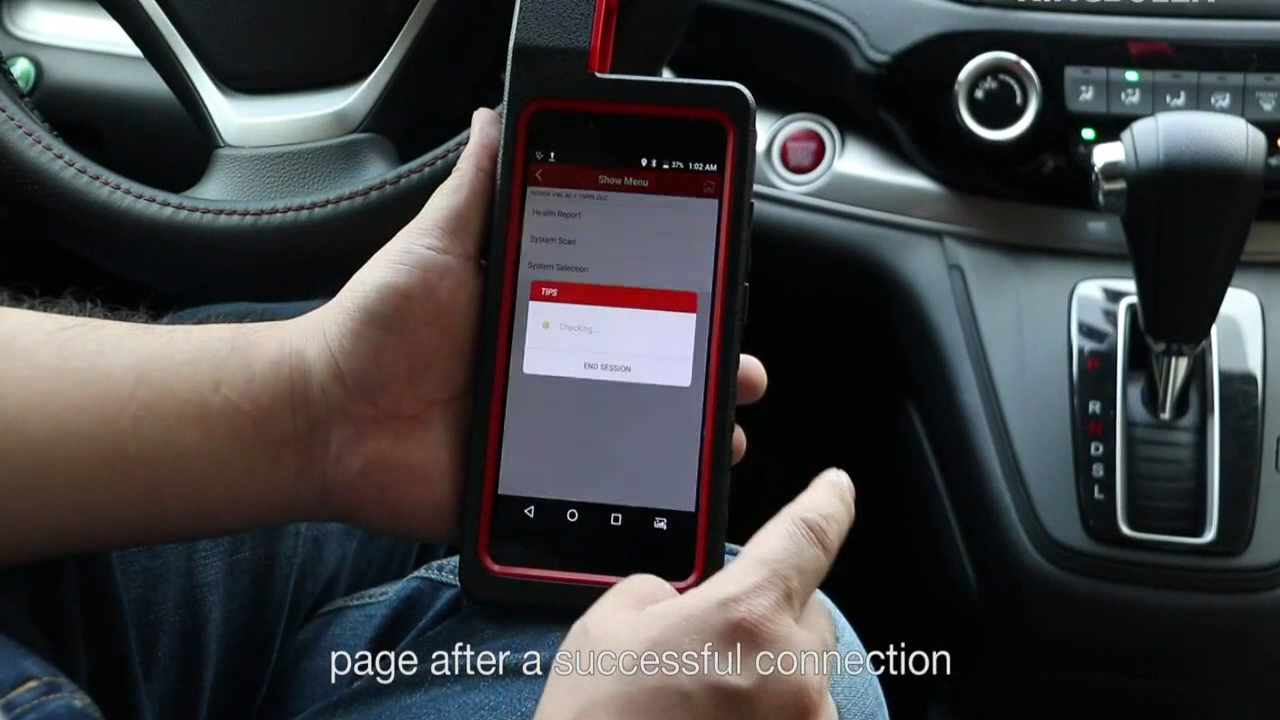 37% 1:02 AM
Show Menu
Health Report
System Scan
System Selection
TIPS
Checking...
END SESSION
P
R
N
D
S
L
page after a successful connection